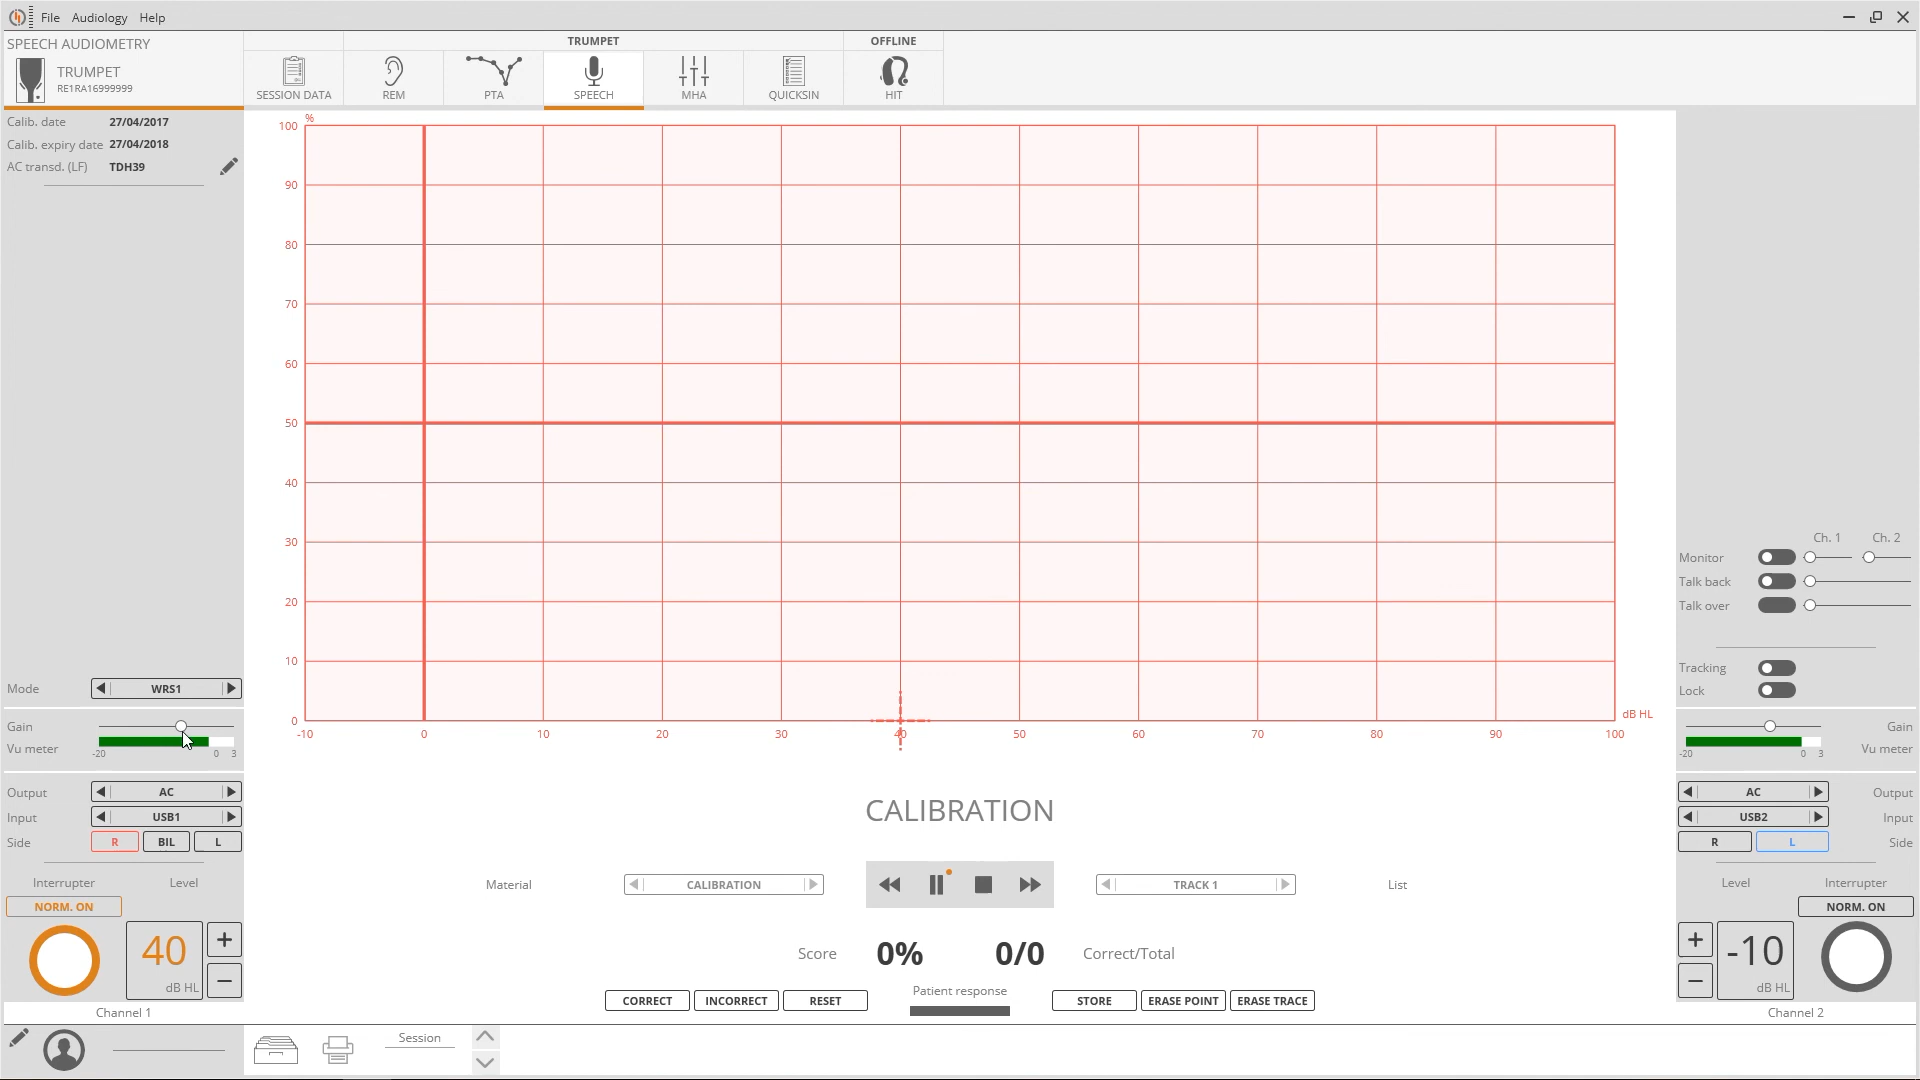 File Audiology Help
SPEECH AUDIOMETRY
TRUMPET
RE1RA16999999
TRUMPET
OFFLINE
SESSION DATA
REM
PTA
SPEECH
MHA
QUICKSIN
HIT
Calib. date 27/04/2017
Calib. expiry date 27/04/2018
AC transd. (LF) TDH39
%
100
90
80
70
60
50
40
30
20
10
0
-10 0 10 20 30 40 50 60 70 80 90 100
dB HL
Mode WRS1
Gain
Vu meter
-20 0 3
Output AC
Input USB1
Side R BIL L
Interrupter Level
NORM. ON
40
+
−
dB HL
Channel 1
CALIBRATION
Material CALIBRATION
TRACK 1 List
Score 0% 0/0 Correct/Total
CORRECT INCORRECT RESET
Patient response
STORE ERASE POINT ERASE TRACE
Ch. 1 Ch. 2
Monitor
Talk back
Talk over
Tracking
Lock
Gain
Vu meter
-20 0 3
AC Output
USB2 Input
R L Side
Level Interrupter
NORM. ON
+
−
-10
dB HL
Channel 2
Session